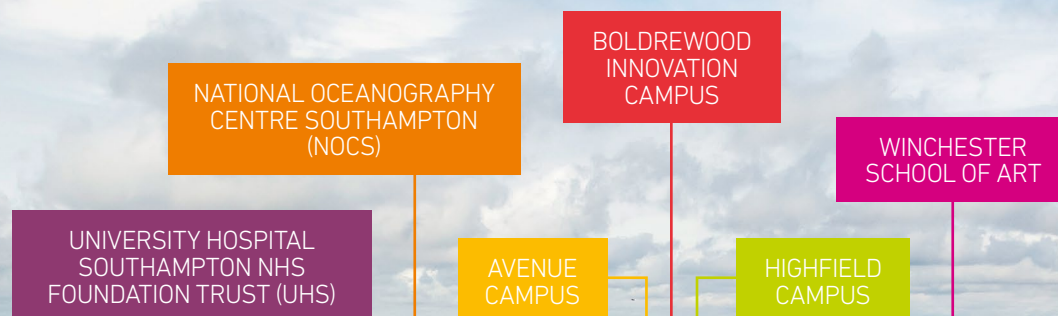 BOLDREWOOD
INNOVATION
CAMPUS
NATIONAL OCEANOGRAPHY
CENTRE SOUTHAMPTON
(NOCS)
WINCHESTER
SCHOOL OF ART
UNIVERSITY HOSPITAL
SOUTHAMPTON NHS
FOUNDATION TRUST (UHS)
AVENUE
CAMPUS
HIGHFIELD
CAMPUS